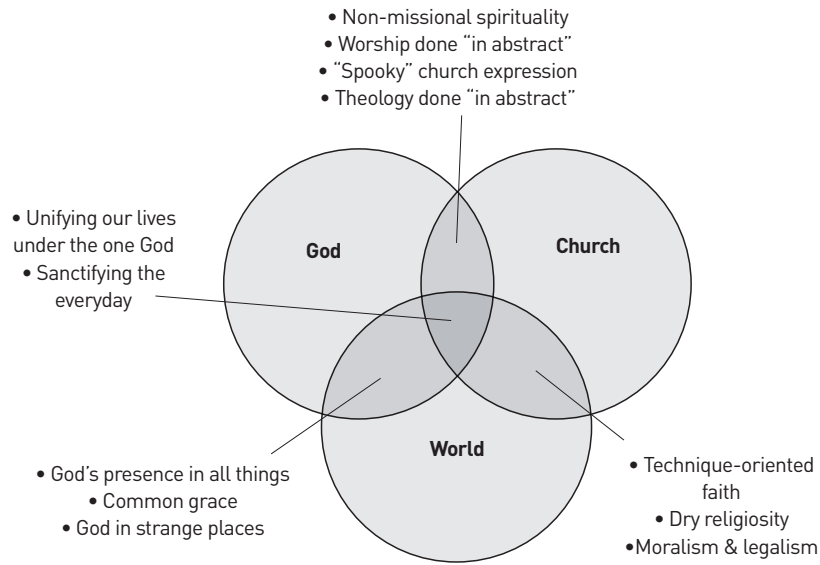 • Non-missional spirituality
• Worship done “in abstract”
• “Spooky” church expression
• Theology done “in abstract”
• Unifying our lives
under the one God
• Sanctifying the
everyday
God
Church
World
• God’s presence in all things
• Common grace
• God in strange places
• Technique-oriented
faith
• Dry religiosity
•Moralism & legalism